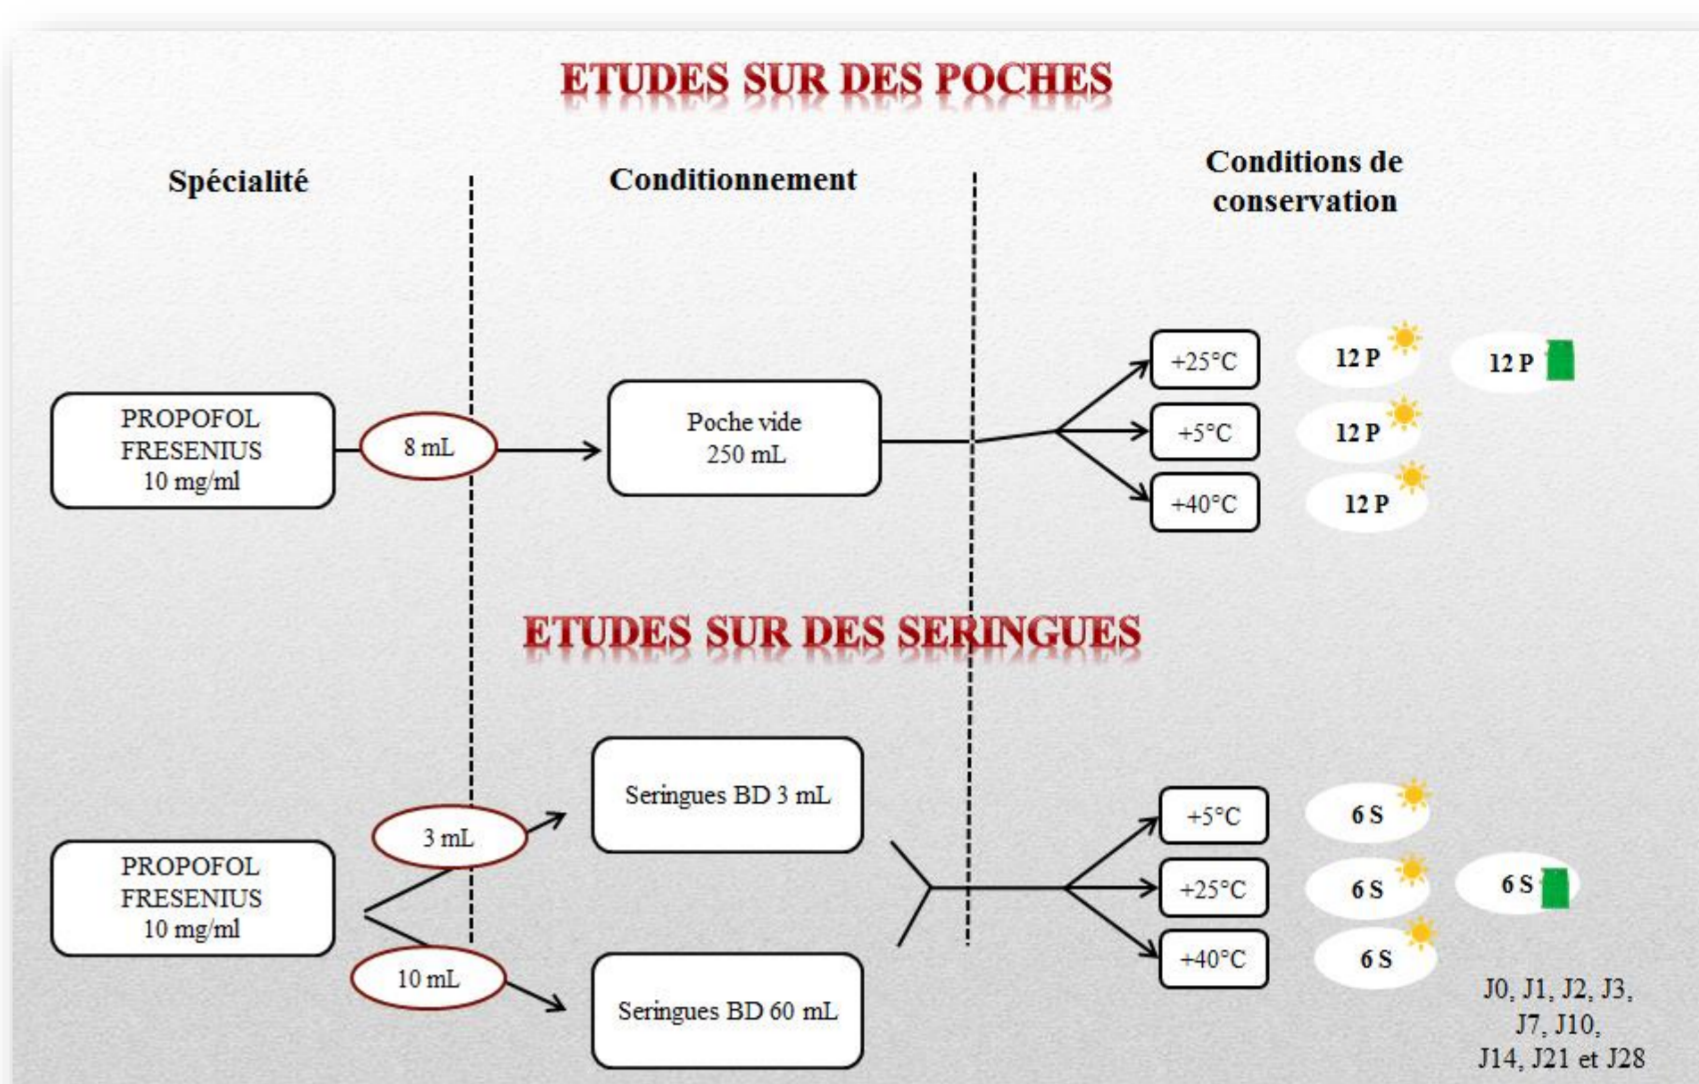 ETUDES SUR DES POCHES
Spécialité
Conditionnement
Conditions de
conservation
PROPOFOL
FRESENIUS
10 mg/ml
8 mL
Poche vide
250 mL
+25°C
12 P
12 P
+5°C
12 P
+40°C
12 P
ETUDES SUR DES SERINGUES
PROPOFOL
FRESENIUS
10 mg/ml
3 mL
10 mL
Seringues BD 3 mL
Seringues BD 60 mL
+5°C
6 S
+25°C
6 S
6 S
+40°C
6 S
J0, J1, J2, J3,
J7, J10,
J14, J21 et J28